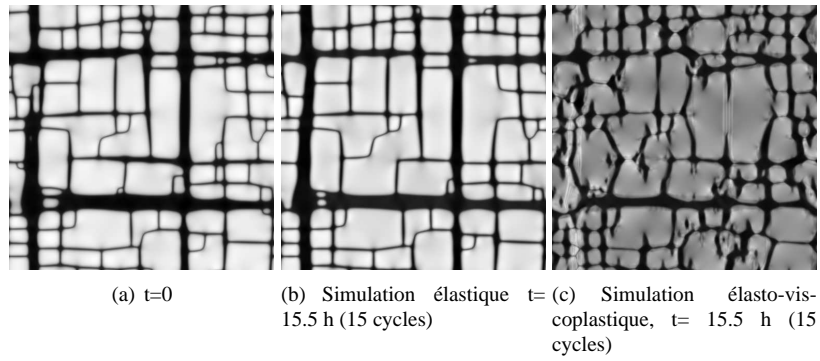 (a) t=0
(b) Simulation élastique t=
15.5 h (15 cycles)
(c) Simulation élasto-vis-
coplastique, t= 15.5 h (15
cycles)